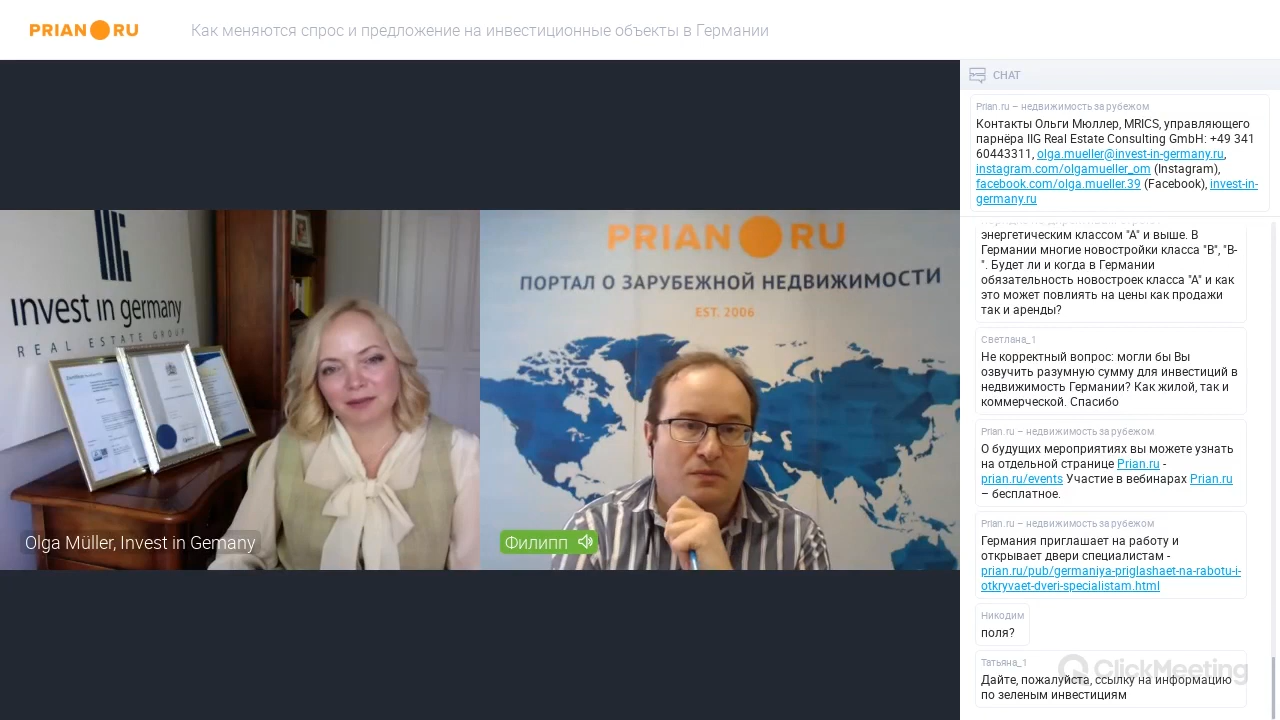 PRIAN RU
Как меняются спрос и предложение на инвестиционные объекты в Германии
CHAT
Prian.ru – недвижимость за рубежом
Контакты Ольги Мюллер, MRICS, управляющего
парнёра IIG Real Estate Consulting GmbH: +49 341
60443311, olga.mueller@invest-in-germany.ru,
instagram.com/olgamueller_om (Instagram),
facebook.com/olga.mueller.39 (Facebook), invest-in-
germany.ru
энергетическим классом "А" и выше. В
Германии многие новостройки класса "В", "В-
". Будет ли и когда в Германии
обязательность новостроек класса "А" и как
это может повлиять на цены как продажи
так и аренды?
Светлана_1
Не корректный вопрос: могли бы Вы
озвучить разумную сумму для инвестиций в
недвижимость Германии? Как жилой, так и
коммерческой. Спасибо
Prian.ru – недвижимость за рубежом
О будущих мероприятиях вы можете узнать
на отдельной странице Prian.ru -
prian.ru/events Участие в вебинарах Prian.ru
– бесплатное.
Prian.ru – недвижимость за рубежом
Германия приглашает на работу и
открывает двери специалистам -
prian.ru/pub/germaniya-priglashaet-na-rabotu-i-
otkryvaet-dveri-specialistam.html
Никодим
поля?
Татьяна_1
Дайте, пожалуйста, ссылку на информацию
по зеленым инвестициям
ClickMeeting
invest in germany
REAL ESTATE GROUP
Olga Müller, Invest in Gemany
PRIAN RU
ПОРТАЛ О ЗАРУБЕЖНОЙ НЕДВИЖИМОСТИ
EST. 2006
Филипп